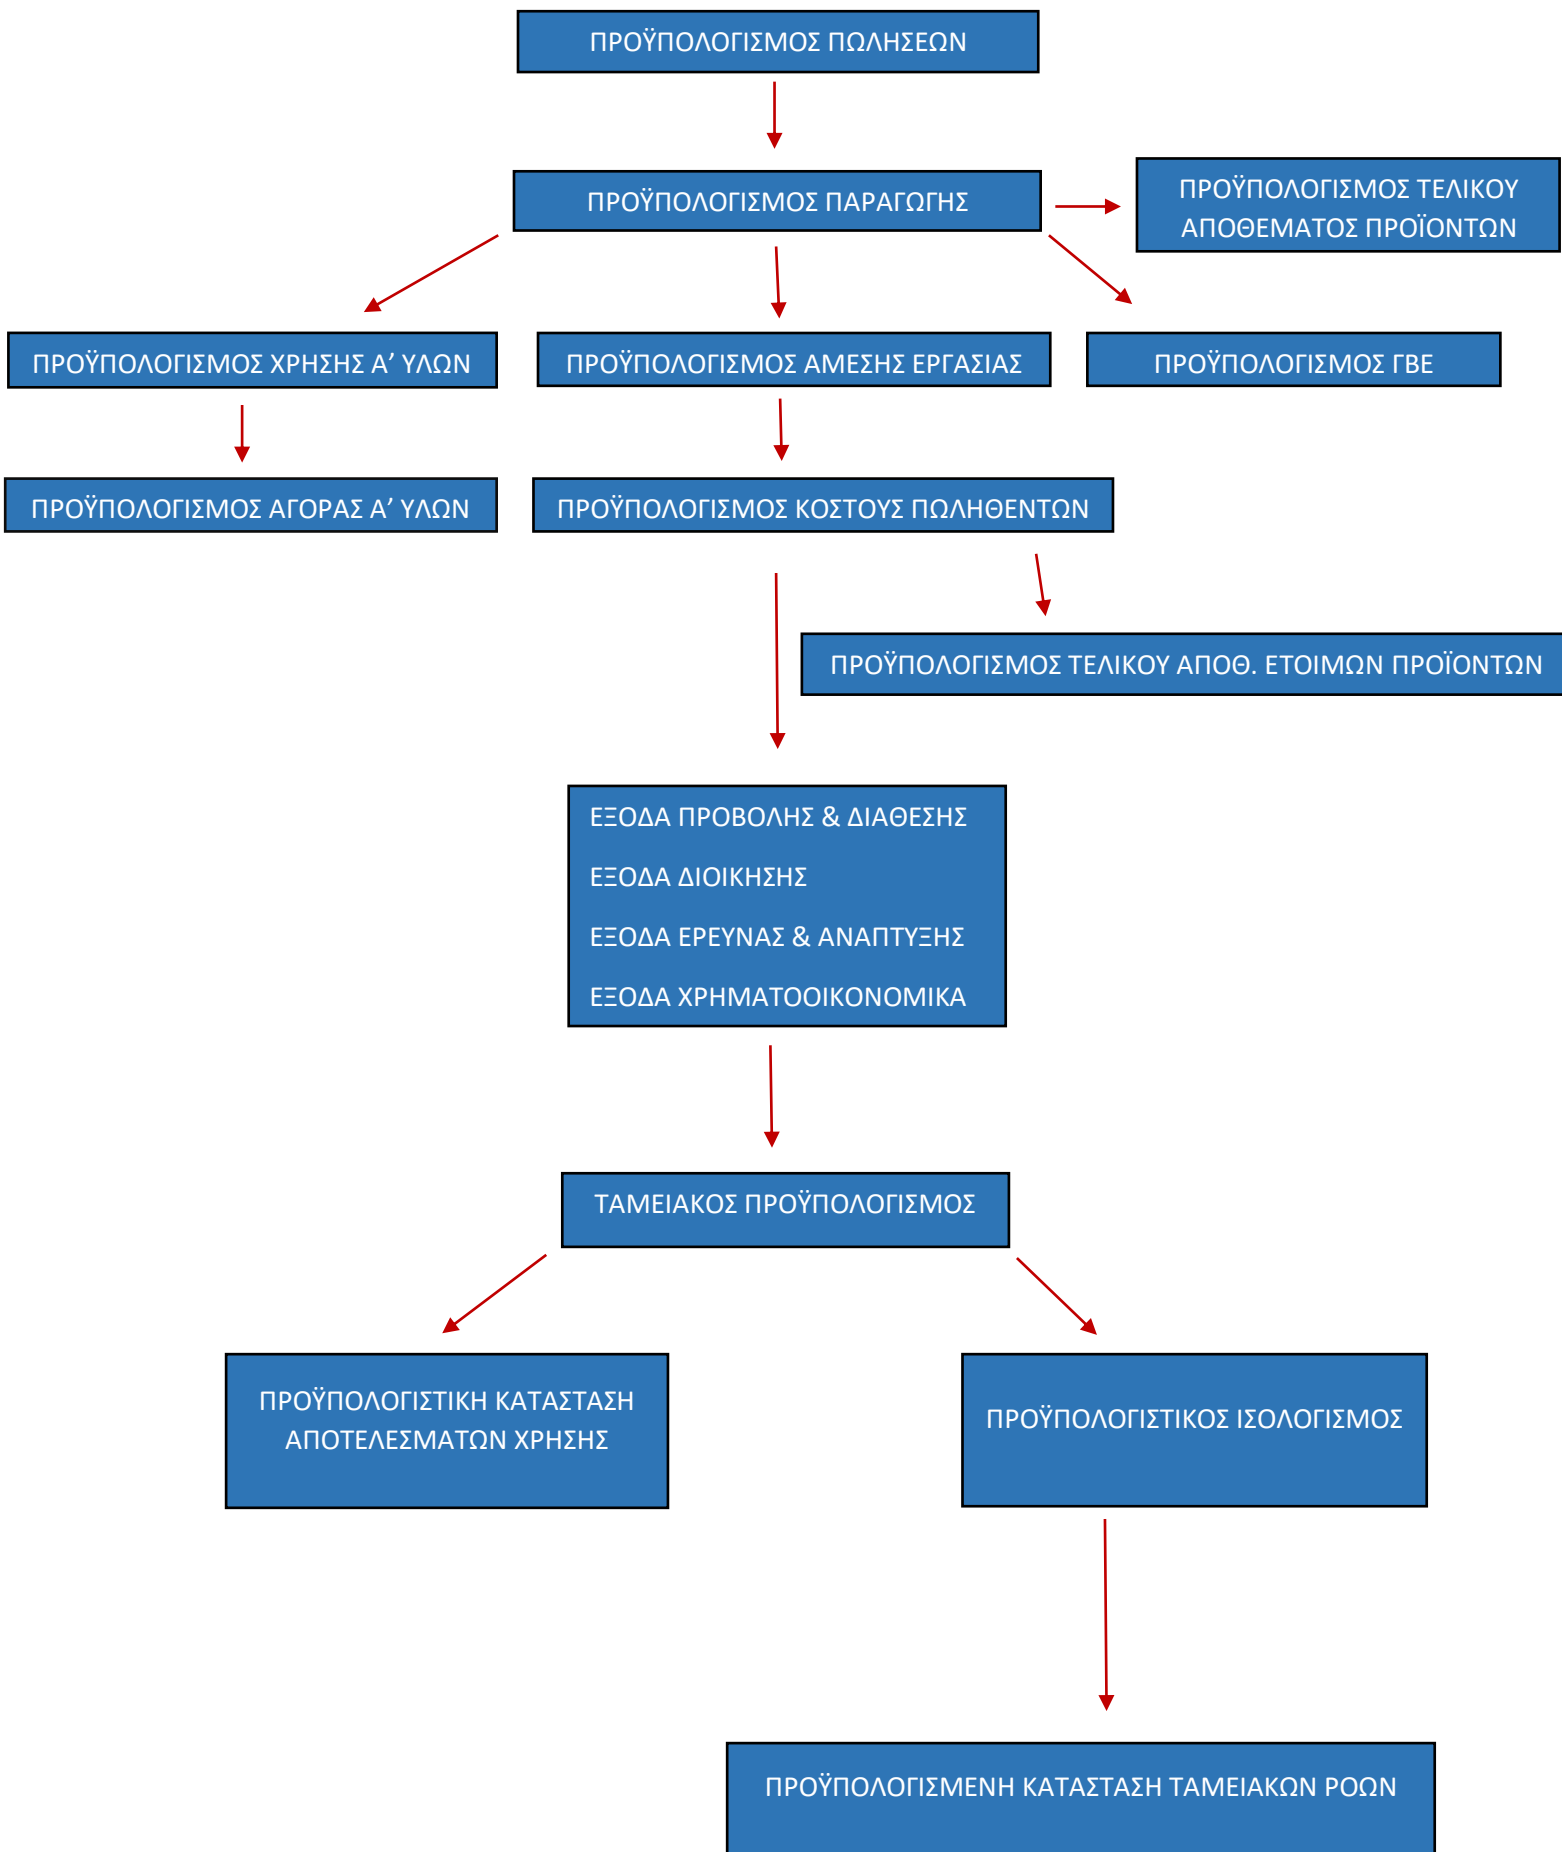 ΠΡΟΫΠΟΛΟΓΙΣΜΟΣ ΠΩΛΗΣΕΩΝ
ΠΡΟΫΠΟΛΟΓΙΣΜΟΣ ΠΑΡΑΓΩΓΗΣ
ΠΡΟΫΠΟΛΟΓΙΣΜΟΣ ΤΕΛΙΚΟΥ
ΑΠΟΘΕΜΑΤΟΣ ΠΡΟΪΟΝΤΩΝ
ΠΡΟΫΠΟΛΟΓΙΣΜΟΣ ΧΡΗΣΗΣ Α’ ΥΛΩΝ
ΠΡΟΫΠΟΛΟΓΙΣΜΟΣ ΑΜΕΣΗΣ ΕΡΓΑΣΙΑΣ
ΠΡΟΫΠΟΛΟΓΙΣΜΟΣ ΓΒΕ
ΠΡΟΫΠΟΛΟΓΙΣΜΟΣ ΑΓΟΡΑΣ Α’ ΥΛΩΝ
ΠΡΟΫΠΟΛΟΓΙΣΜΟΣ ΚΟΣΤΟΥΣ ΠΩΛΗΘΕΝΤΩΝ
ΠΡΟΫΠΟΛΟΓΙΣΜΟΣ ΤΕΛΙΚΟΥ ΑΠΟΘ. ΕΤΟΙΜΩΝ ΠΡΟΪΟΝΤΩΝ
ΕΞΟΔΑ ΠΡΟΒΟΛΗΣ & ΔΙΑΘΕΣΗΣ
ΕΞΟΔΑ ΔΙΟΙΚΗΣΗΣ
ΕΞΟΔΑ ΕΡΕΥΝΑΣ & ΑΝΑΠΤΥΞΗΣ
ΕΞΟΔΑ ΧΡΗΜΑΤΟΟΙΚΟΝΟΜΙΚΑ
ΤΑΜΕΙΑΚΟΣ ΠΡΟΫΠΟΛΟΓΙΣΜΟΣ
ΠΡΟΫΠΟΛΟΓΙΣΤΙΚΗ ΚΑΤΑΣΤΑΣΗ
ΑΠΟΤΕΛΕΣΜΑΤΩΝ ΧΡΗΣΗΣ
ΠΡΟΫΠΟΛΟΓΙΣΤΙΚΟΣ ΙΣΟΛΟΓΙΣΜΟΣ
ΠΡΟΫΠΟΛΟΓΙΣΜΕΝΗ ΚΑΤΑΣΤΑΣΗ ΤΑΜΕΙΑΚΩΝ ΡΟΩΝ